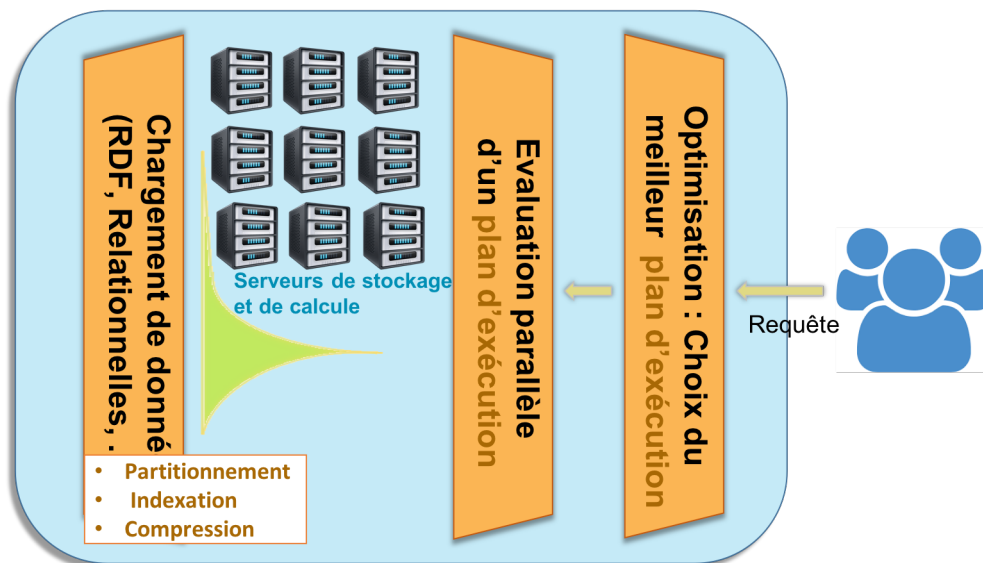 Chargement de donné
(RDF, Relationnelles, .
Serveurs de stockage
et de calcule
Evaluation parallèle
d'un plan d'exécution
Optimisation : Choix du
meilleur plan d'exécution
Requête
• Partitionnement
• Indexation
• Compression